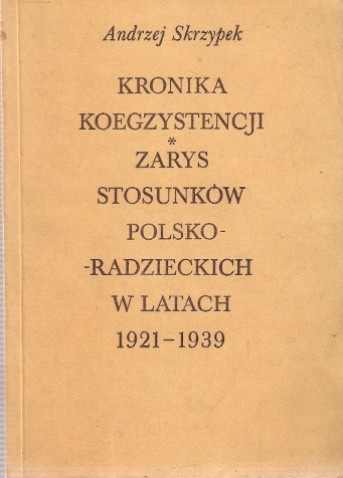 Andrzej Skrzypek
KRONIKA
KOEGZYSTENCJI
*
ZARYS
STOSUNKÓW
POLSKO-
-RADZIECKICH
W LATACH
1921–1939